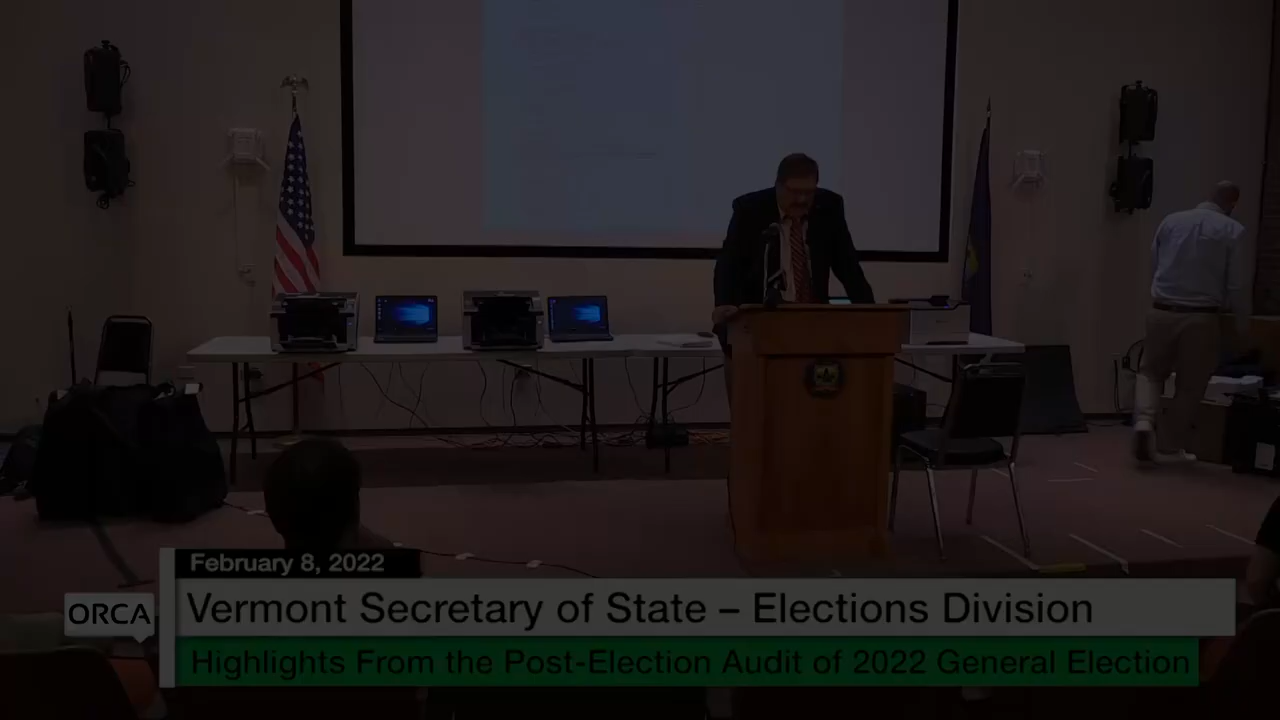 February 8, 2022
ORCA
Vermont Secretary of State – Elections Division
Highlights From the Post-Election Audit of 2022 General Election